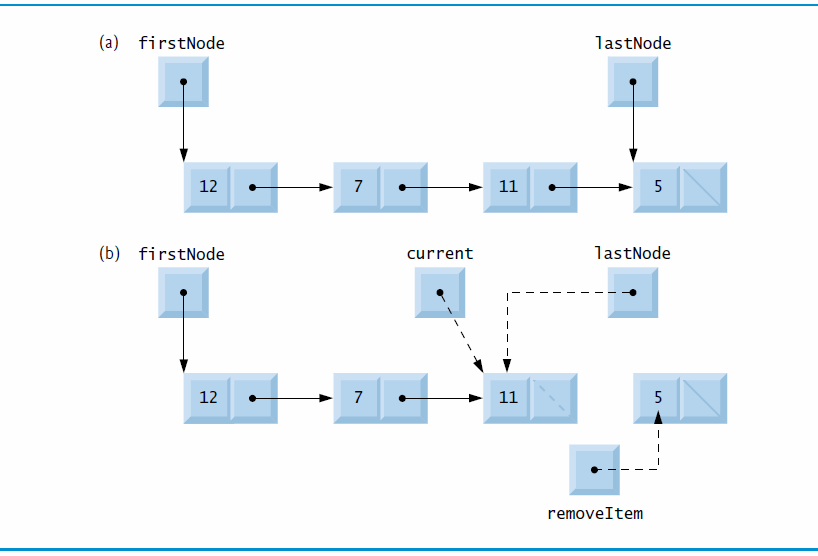 (a) firstNode lastNode
12 7 11 5
(b) firstNode current lastNode
12 7 11 5
removeItem